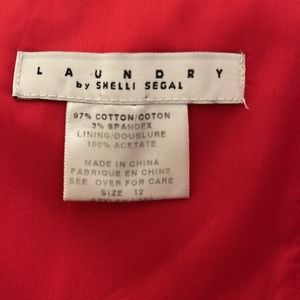 LAUNDRY
by SHELLI SEGAL
97% COTTON/COTON
3% SPANDEX
LINING/DOUBLURE
100% ACETATE
MADE IN CHINA
FABRIQUE EN CHINE
SEE OVER FOR CARE
SIZE 12